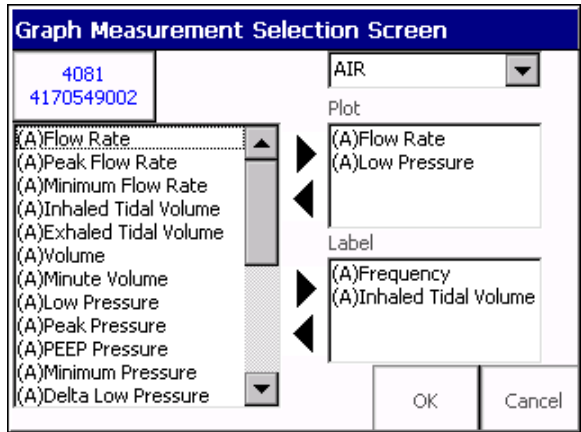 Graph Measurement Selection Screen
4081
4170549002
AIR
Plot
(A)Flow Rate
(A)Peak Flow Rate
(A)Minimum Flow Rate
(A)Inhaled Tidal Volume
(A)Exhaled Tidal Volume
(A)Volume
(A)Minute Volume
(A)Low Pressure
(A)Peak Pressure
(A)PEEP Pressure
(A)Minimum Pressure
(A)Delta Low Pressure
(A)Flow Rate
(A)Low Pressure
Label
(A)Frequency
(A)Inhaled Tidal Volume
OK
Cancel